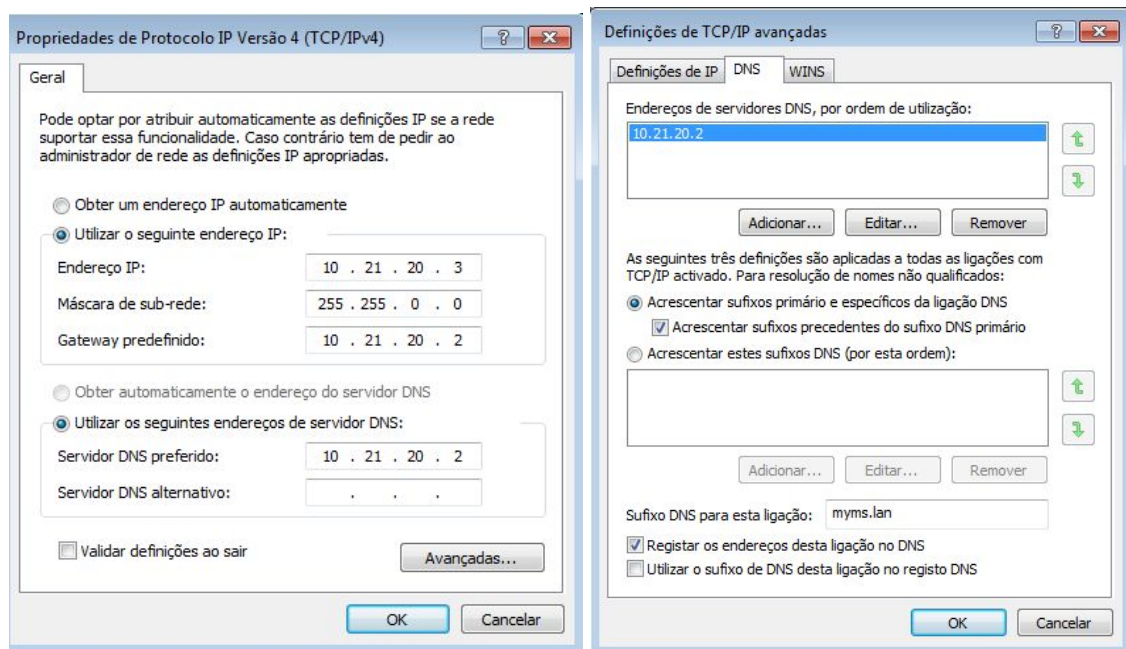 Propriedades de Protocolo IP Versão 4 (TCP/IPv4)
Geral
Pode optar por atribuir automaticamente as definições IP se a rede
suportar essa funcionalidade. Caso contrário tem de pedir ao
administrador de rede as definições IP apropriadas.
Obter um endereço IP automaticamente
Utilizar o seguinte endereço IP:
Endereço IP: 10 . 21 . 20 . 3
Máscara de sub-rede: 255 . 255 . 0 . 0
Gateway predefinido: 10 . 21 . 20 . 2
Obter automaticamente o endereço do servidor DNS
Utilizar os seguintes endereços de servidor DNS:
Servidor DNS preferido: 10 . 21 . 20 . 2
Servidor DNS alternativo: . . .
Validar definições ao sair
Avançadas...
OK Cancelar
Definições de TCP/IP avançadas
Definições de IP DNS WINS
Endereços de servidores DNS, por ordem de utilização:
10.21.20.2
Adicionar... Editar... Remover
As seguintes três definições são aplicadas a todas as ligações com
TCP/IP activado. Para resolução de nomes não qualificados:
Acrescentar sufixos primário e específicos da ligação DNS
Acrescentar sufixos precedentes do sufixo DNS primário
Acrescentar estes sufixos DNS (por esta ordem):
Adicionar... Editar... Remover
Sufixo DNS para esta ligação: myms.lan
Registar os endereços desta ligação no DNS
Utilizar o sufixo de DNS desta ligação no registo DNS
OK Cancelar